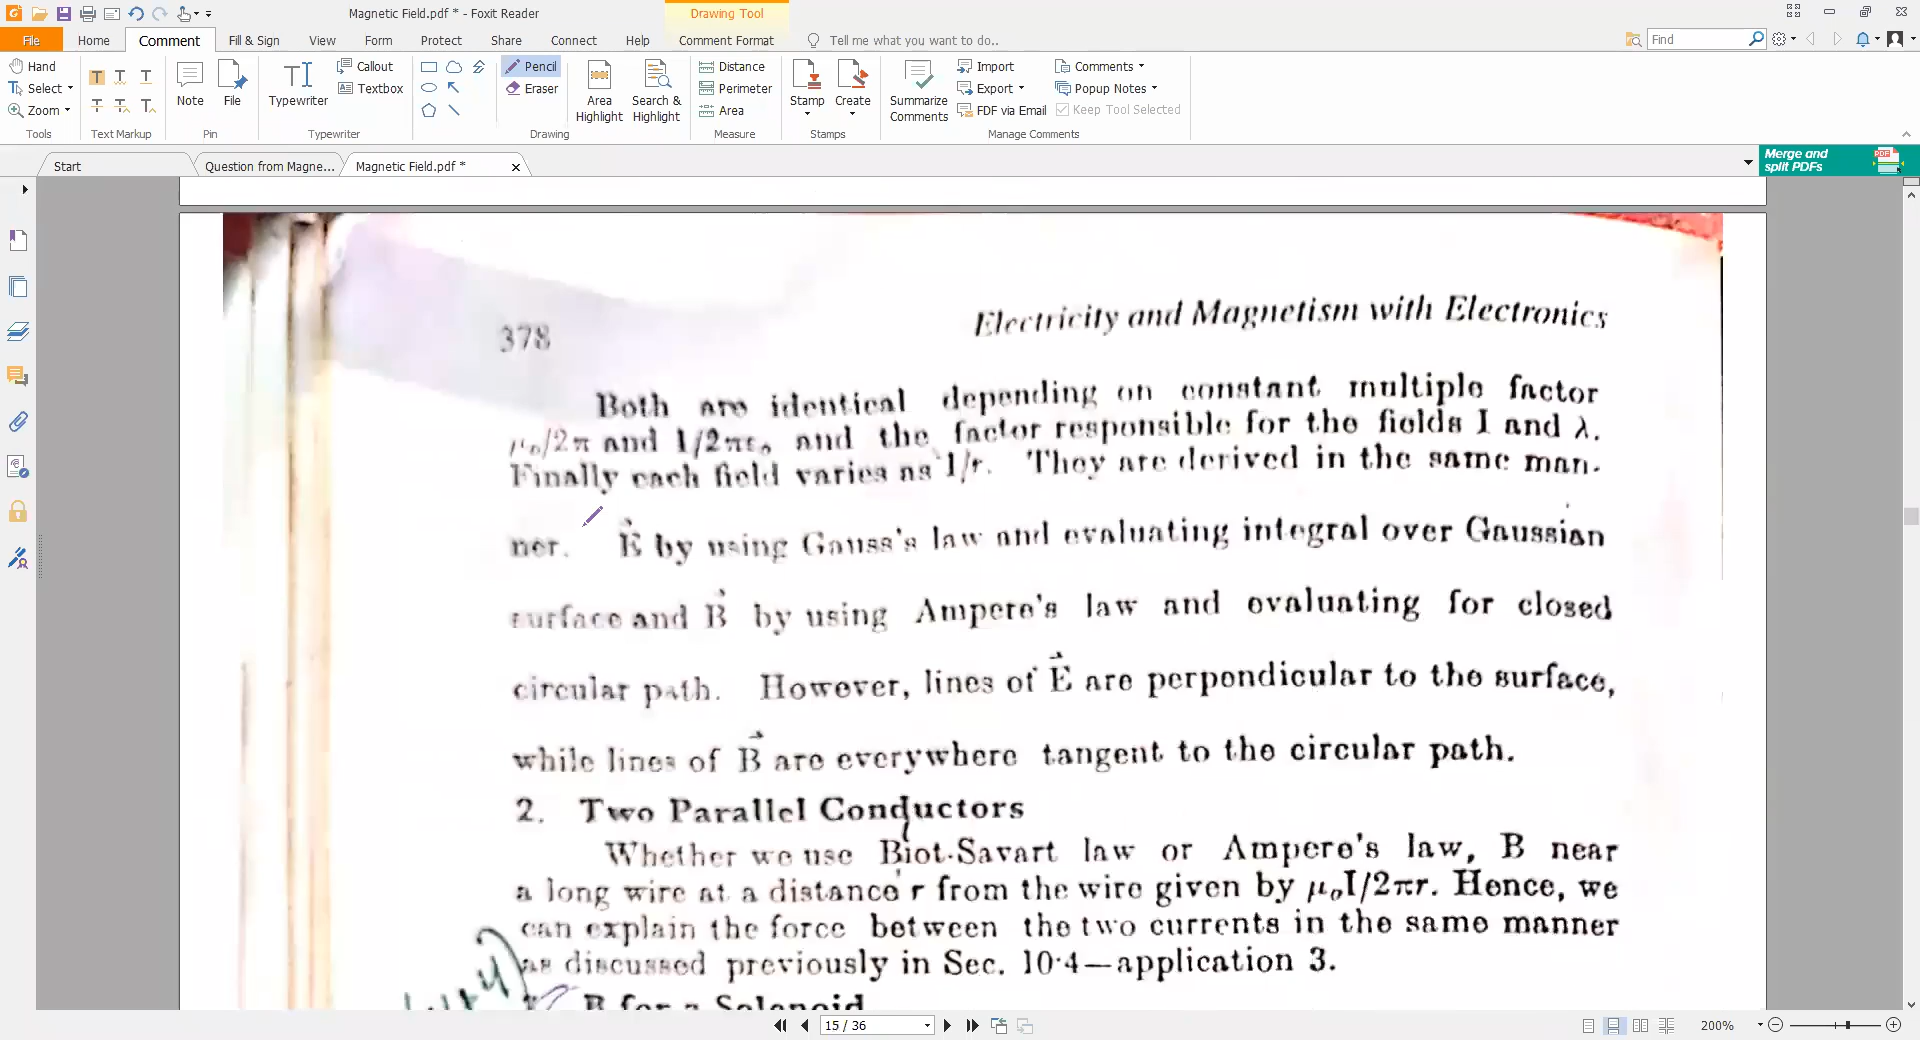 Magnetic Field.pdf * - Foxit Reader
Drawing Tool
File Home Comment Fill & Sign View Form Protect Share Connect Help Comment Format Tell me what you want to do.. Find
Hand
Select
Zoom
Tools
Text Markup
Note
File
Pin
Typewriter
Callout
Textbox
Typewriter
Pencil
Eraser
Drawing
Area Highlight
Search & Highlight
Distance
Perimeter
Area
Measure
Stamp
Create
Stamps
Summarize Comments
Import
Export
FDF via Email
Comments
Popup Notes
Keep Tool Selected
Manage Comments
Start
Question from Magne...
Magnetic Field.pdf *
Merge and split PDFs
378
Electricity and Magnetism with Electronics
Both are identical depending on constant multiple factor
μ₀/2π and 1/2πε₀ and the factor responsible for the fields I and λ.
Finally each field varies as 1/r. They are derived in the same man-
ner. E⃗ by using Gauss's law and evaluating integral over Gaussian
surface and B⃗ by using Ampere's law and evaluating for closed
circular path. However, lines of E⃗ are perpendicular to the surface,
while lines of B⃗ are everywhere tangent to the circular path.
2. Two Parallel Conductors
Whether we use Biot-Savart law or Ampere's law, B near
a long wire at a distance r from the wire given by μ₀I/2πr. Hence, we
can explain the force between the two currents in the same manner
as discussed previously in Sec. 10·4—application 3.
B for a Solenoid
15 / 36
200%